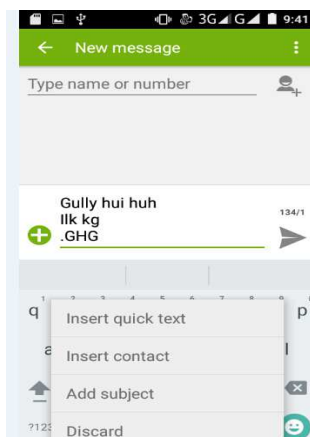 3G G 9:41
New message
Type name or number
Gully hui huh
Ilk kg
.GHG
134/1
q p
a l
?123
Insert quick text
Insert contact
Add subject
Discard